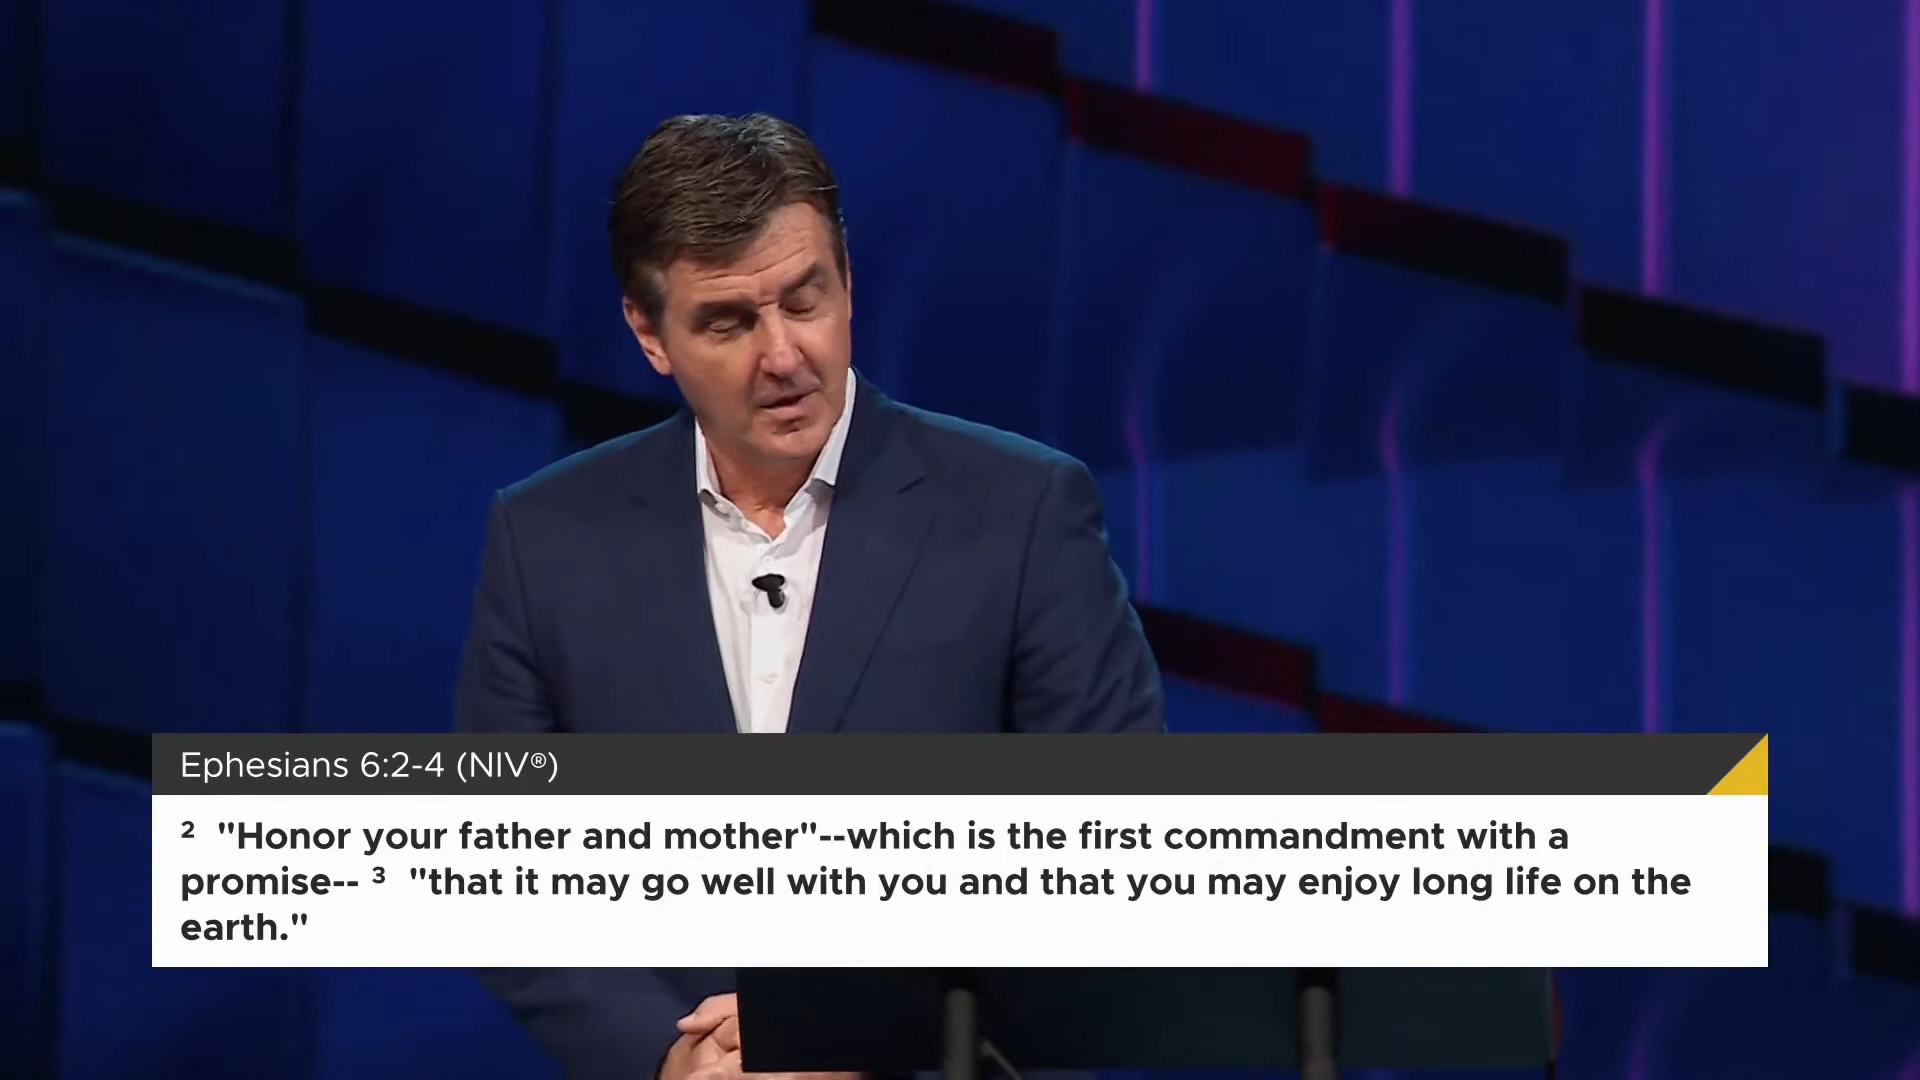 Ephesians 6:2-4 (NIV®)
² "Honor your father and mother"--which is the first commandment with a
promise-- ³ "that it may go well with you and that you may enjoy long life on the
earth."